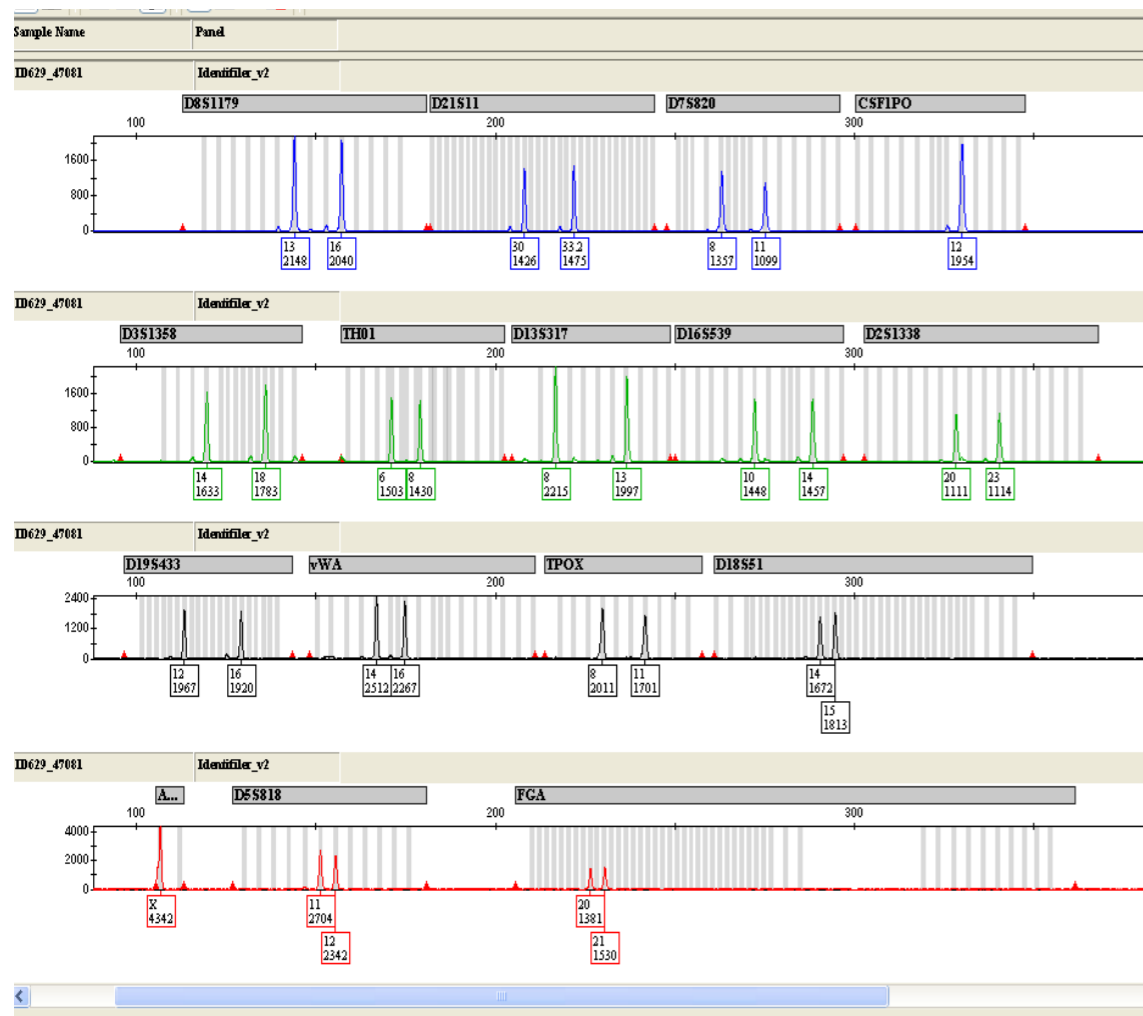 Sample Name Panel
ID629_47081 Identifiler_v2
D8S1179 D21S11 D7S820 CSF1PO
100 200 300
1600
800
0
13 16 30 33.2 8 11 12
2148 2040 1426 1475 1357 1099 1954
ID629_47081 Identifiler_v2
D3S1358 TH01 D13S317 D16S539 D2S1338
100 200 300
1600
800
0
14 18 6 8 8 13 10 14 20 23
1633 1783 1503 1430 2215 1997 1448 1457 1111 1114
ID629_47081 Identifiler_v2
D19S433 vWA TPOX D18S51
100 200 300
2400
1200
0
12 16 14 16 8 11 14
1967 1920 2512 2267 2011 1701 1672
15
1813
ID629_47081 Identifiler_v2
A... D5S818 FGA
100 200 300
4000
2000
0
X 11 20
4342 2704 1381
12 21
2342 1530